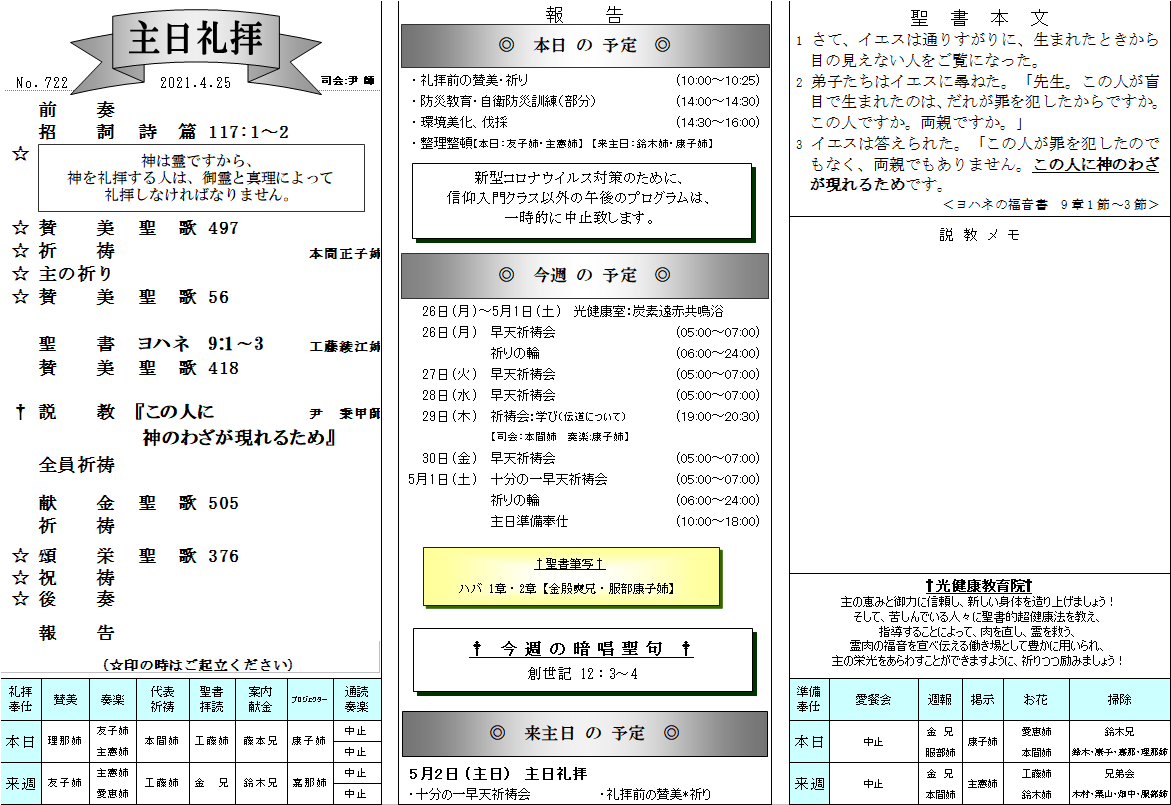 主日礼拝
No. 722
2021.4.25
司会:尹 師
前 奏
招 詞 詩 篇 117:1～2
☆
神は霊ですから、
神を礼拝する人は、御霊と真理によって
礼拝しなければなりません。
☆ 賛 美 聖 歌 497
☆ 祈 祷 本間正子姉
☆ 主の祈り
☆ 賛 美 聖 歌 56
聖 書 ヨハネ 9:1～3 工藤綾江姉
賛 美 聖 歌 418
† 説 教 『この人に 尹 秉甲師
神のわざが現れるため』
全員祈祷
献 金 聖 歌 505
祈 祷
☆ 頌 栄 聖 歌 376
☆ 祝 祷
☆ 後 奏
報 告
(☆印の時はご起立ください)
礼拝奉仕 賛美 奏楽 代表祈祷 聖書拝読 案内献金 プロジェクター 通読奏楽
本日 理那姉 友子姉 主憲姉 本間姉 工藤姉 藤本兄 康子姉 中止 中止
来週 友子姉 主憲姉 愛恵姉 工藤姉 金 兄 鈴木兄 嘉那姉 中止 中止
報 告
◎ 本日 の 予定 ◎
・礼拝前の賛美・祈り (10:00～10:25)
・防災教育・自衛防災訓練(部分) (14:00～14:30)
・環境美化、伐採 (14:30～16:00)
・整理整頓【本日:友子姉・主憲姉】【来主日:鈴木姉・康子姉】
新型コロナウイルス対策のために、
信仰入門クラス以外の午後のプログラムは、
一時的に中止致します。
◎ 今週 の 予定 ◎
26日(月)～5月1日(土) 光健康室:炭素遠赤共鳴浴
26日(月) 早天祈祷会 (05:00～07:00)
祈りの輪 (06:00～24:00)
27日(火) 早天祈祷会 (05:00～07:00)
28日(水) 早天祈祷会 (05:00～07:00)
29日(木) 祈祷会:学び(伝道について) (19:00～20:30)
【司会:本間姉 奏楽:康子姉】
30日(金) 早天祈祷会 (05:00～07:00)
5月1日(土) 十分の一早天祈祷会 (05:00～07:00)
祈りの輪 (06:00～24:00)
主日準備奉仕 (10:00～18:00)
†聖書筆写†
ハバ 1章・2章【金殷奭兄・服部康子姉】
† 今週の暗唱聖句 †
創世記 12:3～4
◎ 来主日 の 予定 ◎
5月2日(主日) 主日礼拝
・十分の一早天祈祷会 ・礼拝前の賛美*祈り
聖書本文
1 さて、イエスは通りすがりに、生まれたときから
目の見えない人をご覧になった。
2 弟子たちはイエスに尋ねた。「先生。この人が盲
目で生まれたのは、だれが罪を犯したからですか。
この人ですか。両親ですか。」
3 イエスは答えられた。「この人が罪を犯したので
もなく、両親でもありません。この人に神のわざ
が現れるためです。
＜ヨハネの福音書 9章1節～3節＞
説教メモ
†光健康教育院†
主の恵みと御力に信頼し、新しい身体を造り上げましょう!
そして、苦しんでいる人々に聖書的超健康法を教え、
指導することによって、肉を直し、霊を救う、
霊肉の福音を宣べ伝える働き場として豊かに用いられ、
主の栄光をあらわすことができますように、祈りつつ励みましょう!
準備奉仕 愛餐会 週報 掲示 お花 掃除
本日 中止 金 兄 服部姉 康子姉 愛恵姉 本間姉 鈴木兄 鈴木・康子・嘉那・理那姉
来週 中止 金 兄 本間姉 主憲姉 工藤姉 鈴木姉 兄弟会 木村・栗山・畑中・服部姉